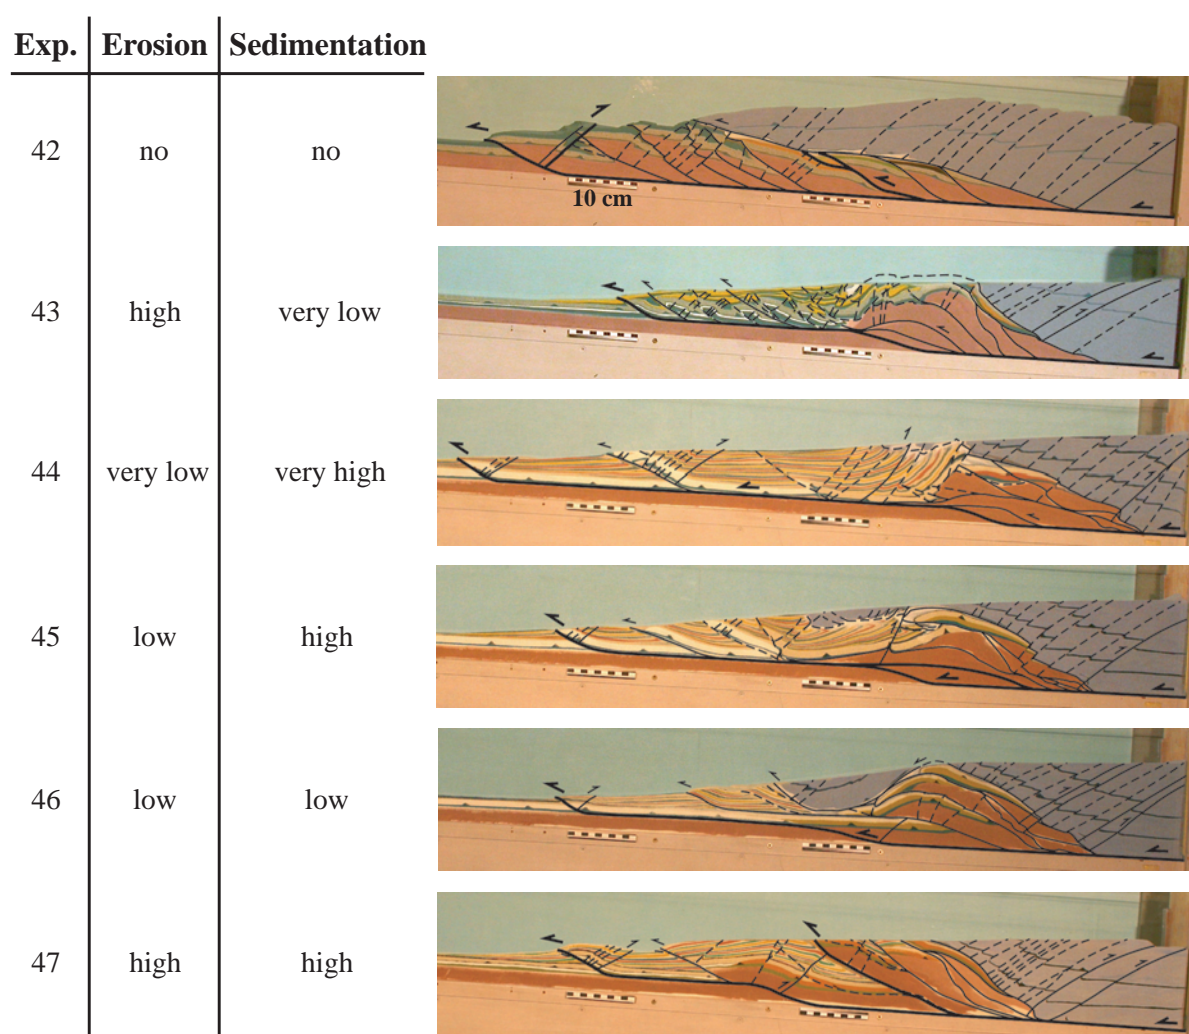 Exp. Erosion Sedimentation
42 no no
10 cm
43 high very low
44 very low very high
45 low high
46 low low
47 high high